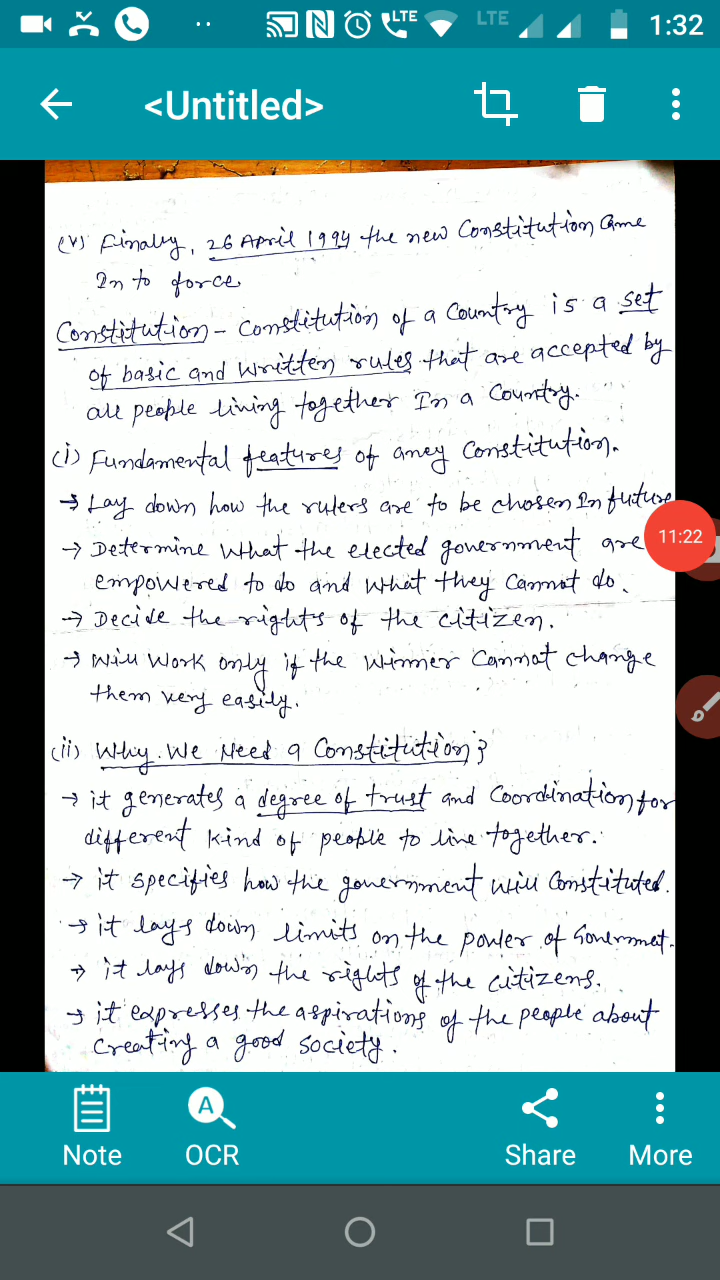 LTE LTE 1:32
<Untitled>
(v) Finally, 26 April 1994 the new Constitution Came
In to force
Constitution - Constitution of a Country is a set
of basic and written rules that are accepted by
all people living together In a Country.
(i) Fundamental features of aney Constitution.
→ Lay down how the rulers are to be chosen In future
→ Determine what the elected government are
empowered to do and what they Cannot do.
→ Decide the rights of the citizen.
→ Will Work only if the Winner Cannot change
them very easily.
(ii) Why We Need a Constitution?
→ it generates a degree of trust and Coordination for
different kind of people to live together.
→ it specifies how the government will Constituted.
→ it lays down limits on the power of Governmet.
→ it lays down the rights of the citizens.
→ it expresses the aspirations of the people about
Creating a good society.
11:22
A
Note OCR Share More